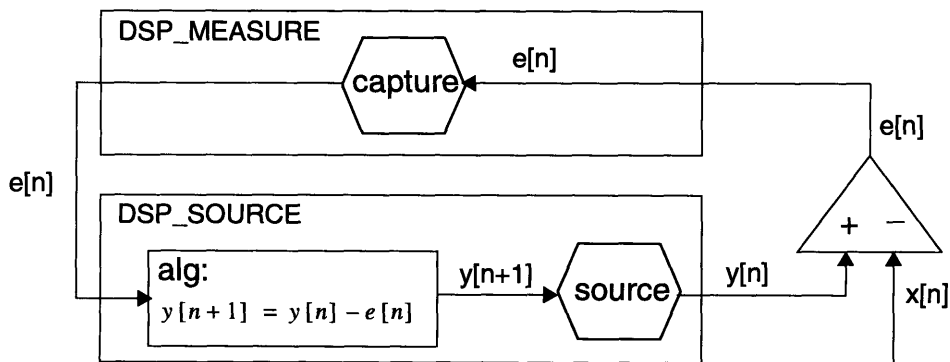 DSP_MEASURE
capture
e[n]
e[n]
e[n]
DSP_SOURCE
alg:
y[n+1] = y[n] - e[n]
y[n+1]
source
y[n]
+ −
x[n]